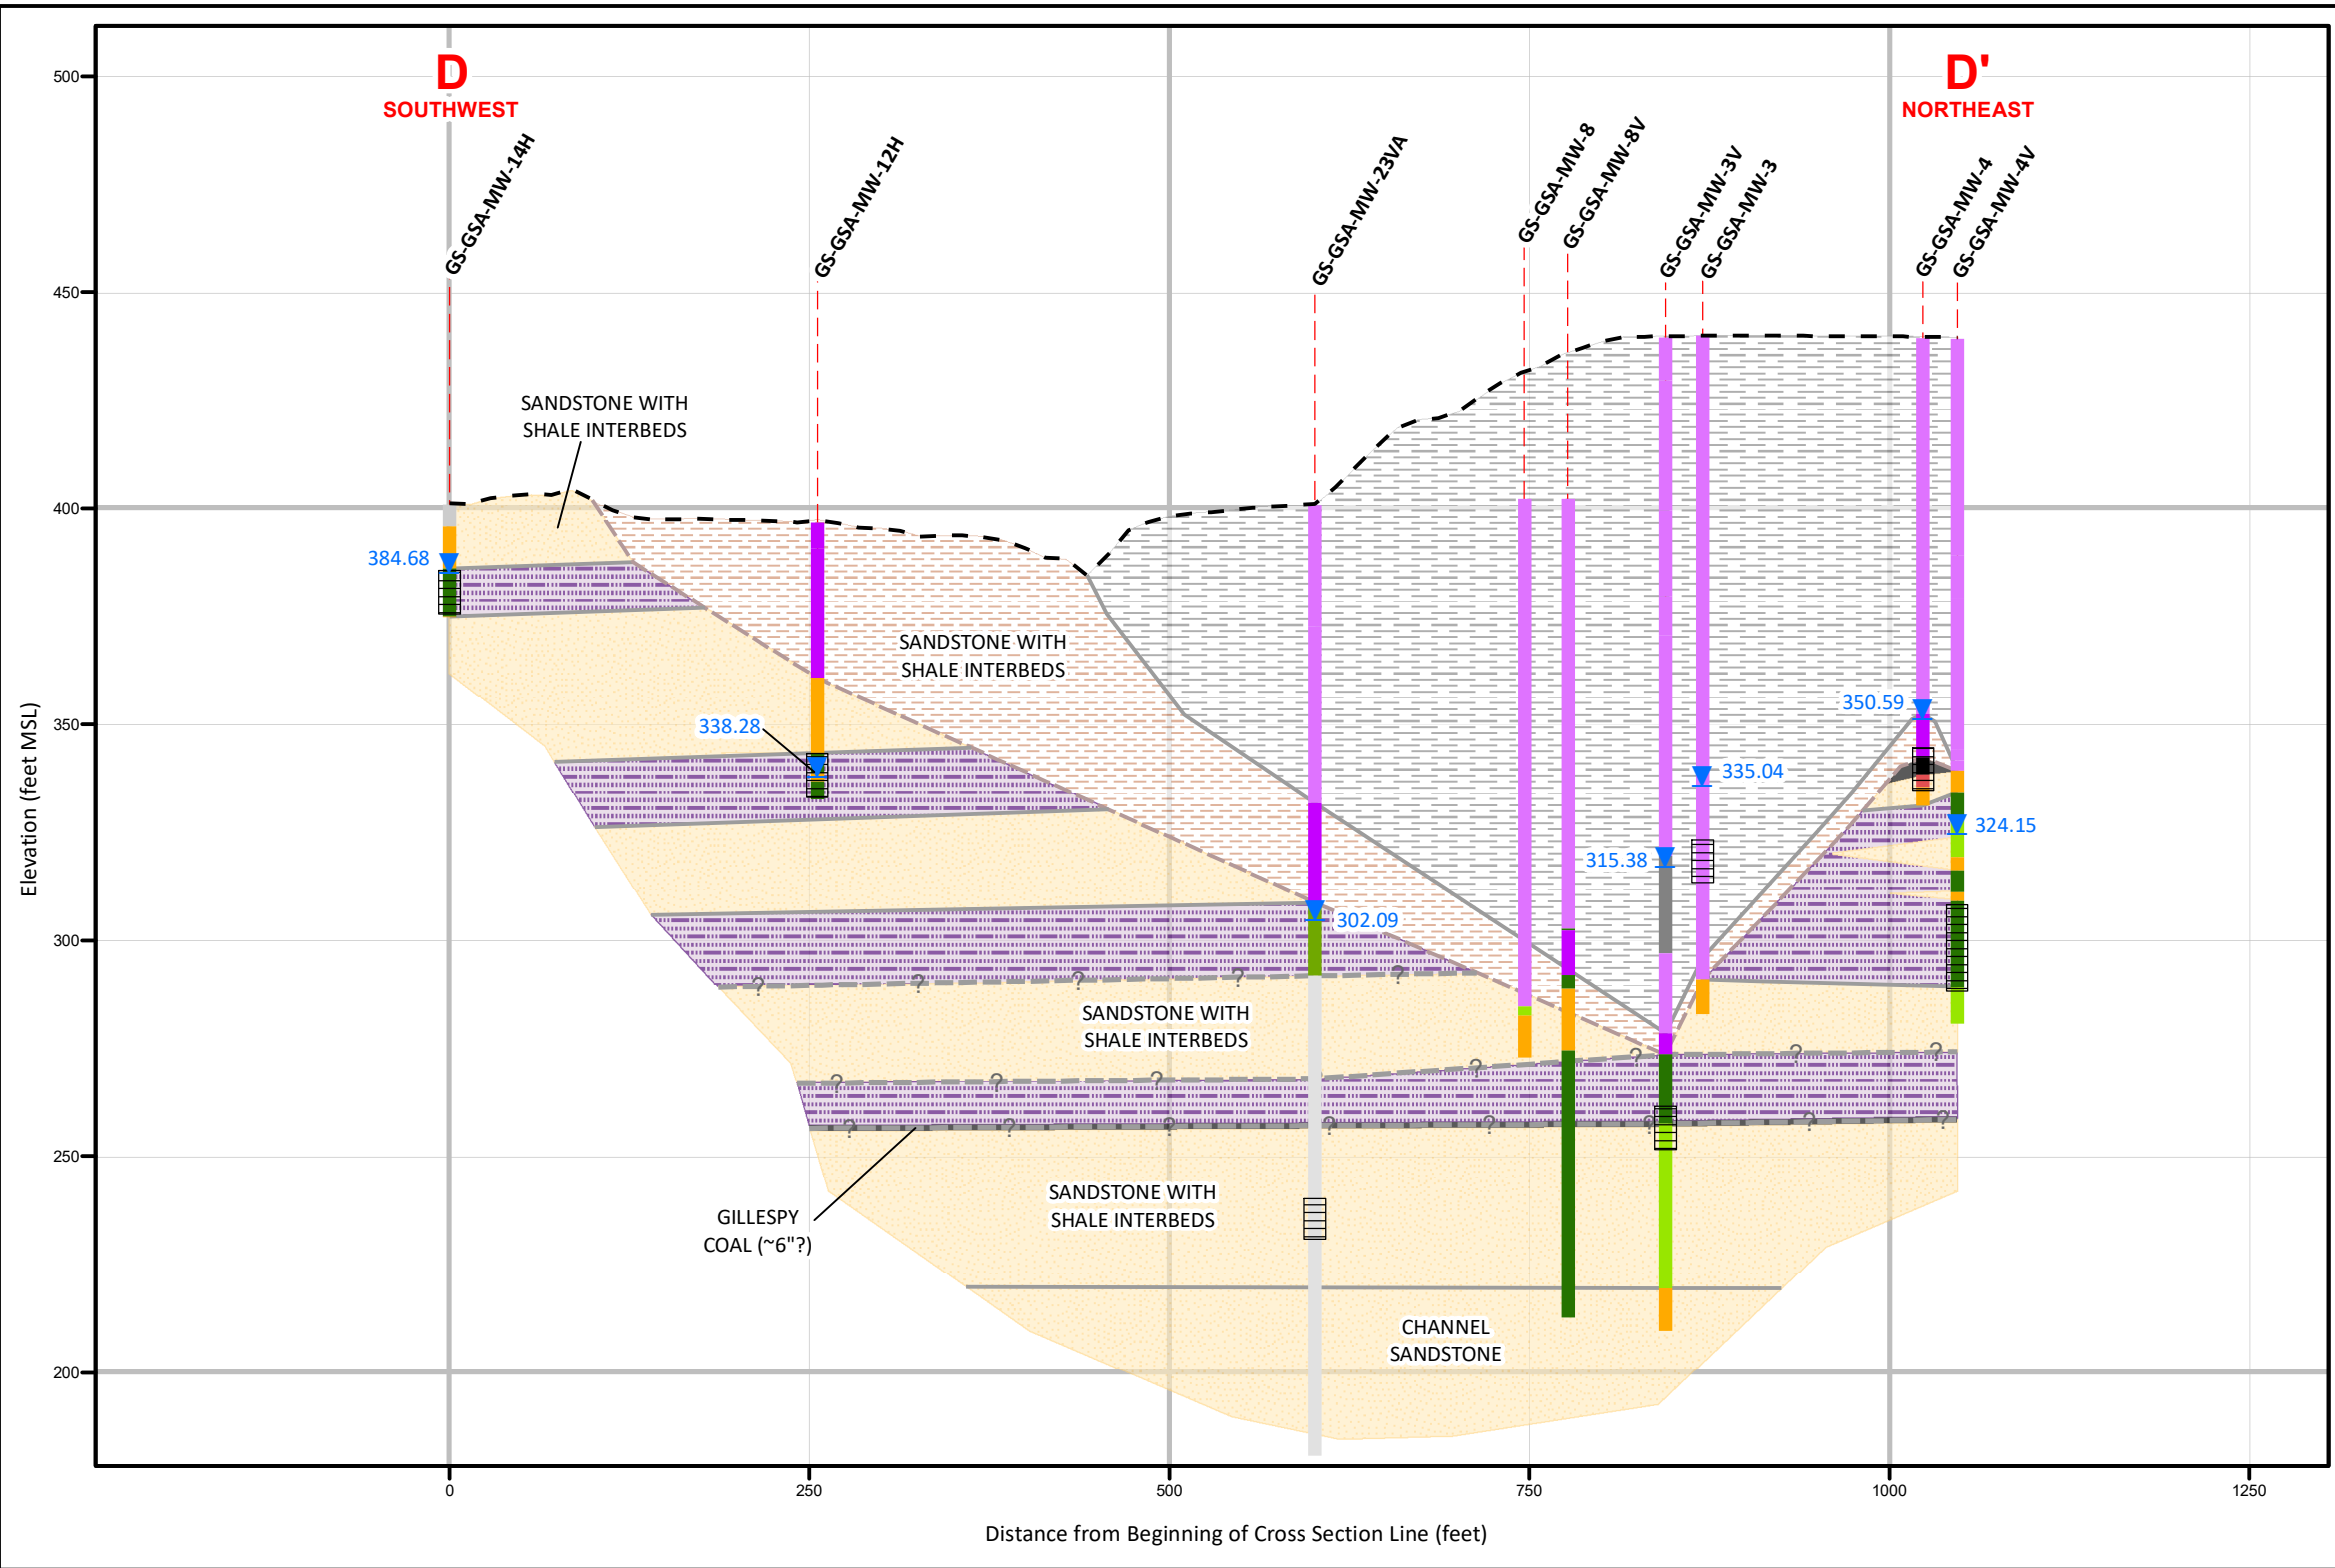 D
SOUTHWEST
D'
NORTHEAST
GS-GSA-MW-14H
GS-GSA-MW-12H
GS-GSA-MW-23VA
GS-GSA-MW-8
GS-GSA-MW-8V
GS-GSA-MW-3V
GS-GSA-MW-3
GS-GSA-MW-4
GS-GSA-MW-4V
500
450
400
350
300
250
200
Elevation (feet MSL)
SANDSTONE WITH
SHALE INTERBEDS
384.68
SANDSTONE WITH
SHALE INTERBEDS
338.28
350.59
335.04
324.15
315.38
302.09
? ? ? ? ?
SANDSTONE WITH
SHALE INTERBEDS
? ? ? ? ? ? ?
? ? ? ? ? ? ? ?
SANDSTONE WITH
SHALE INTERBEDS
GILLESPY
COAL (~6"?)
CHANNEL
SANDSTONE
0
250
500
750
1000
1250
Distance from Beginning of Cross Section Line (feet)